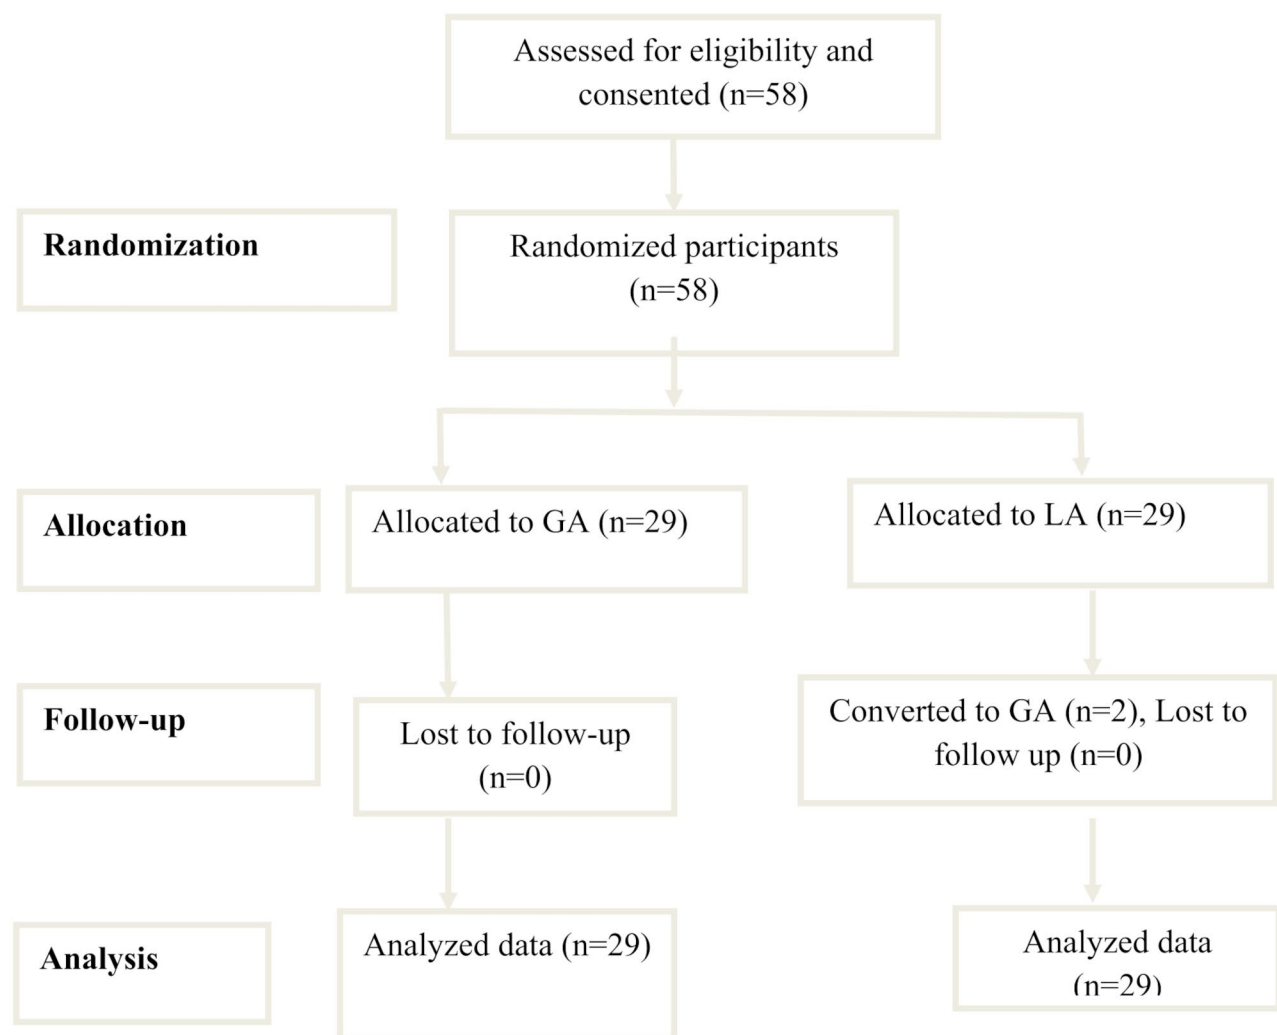 Assessed for eligibility and
consented (n=58)
Randomization
Randomized participants
(n=58)
Allocation
Allocated to GA (n=29)
Allocated to LA (n=29)
Follow-up
Lost to follow-up
(n=0)
Converted to GA (n=2), Lost to
follow up (n=0)
Analysis
Analyzed data (n=29)
Analyzed data
(n=29)